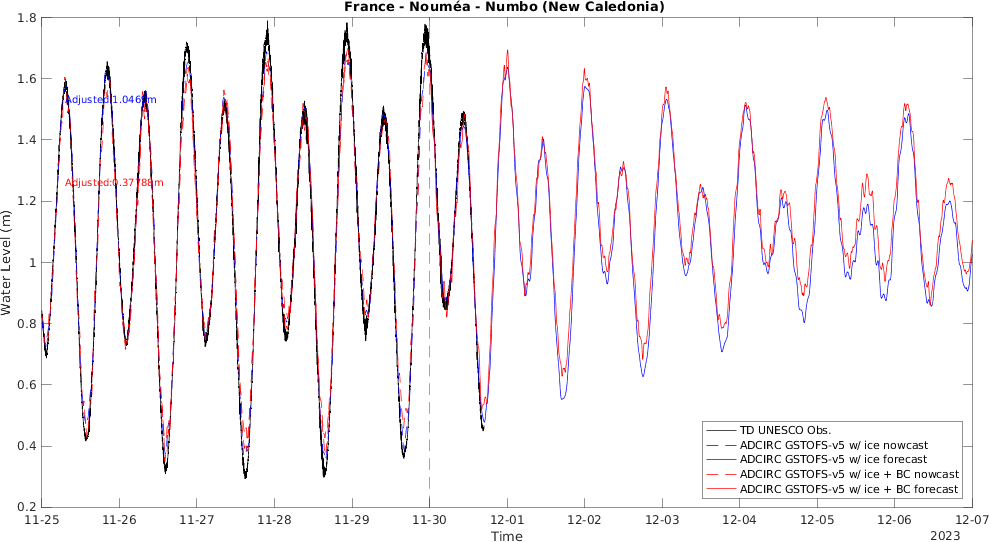 France - Nouméa - Numbo (New Caledonia)
1.8
1.6
1.4
1.2
1
0.8
0.6
0.4
0.2
Water Level (m)
Adjusted:1.0469m
Adjusted:0.37788m
TD UNESCO Obs.
ADCIRC GSTOFS-v5 w/ ice nowcast
ADCIRC GSTOFS-v5 w/ ice forecast
ADCIRC GSTOFS-v5 w/ ice + BC nowcast
ADCIRC GSTOFS-v5 w/ ice + BC forecast
11-25 11-26 11-27 11-28 11-29 11-30 12-01 12-02 12-03 12-04 12-05 12-06 12-07
Time
2023